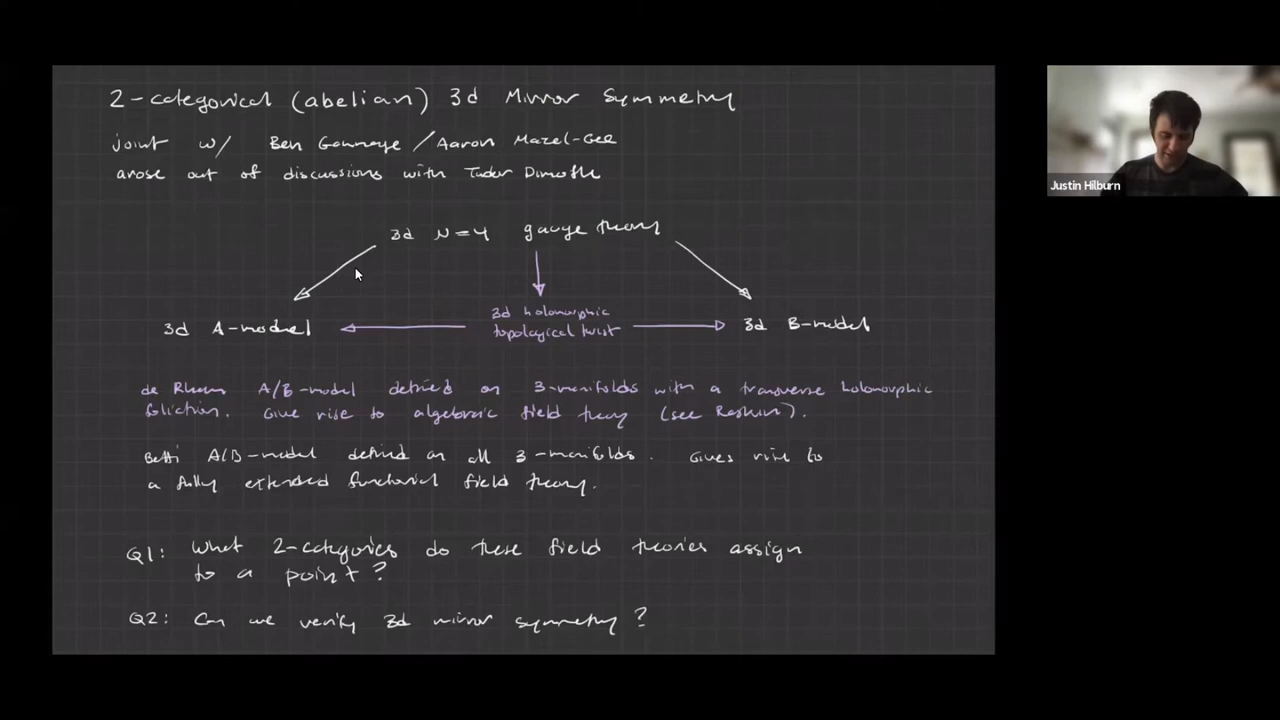 2-categorical (abelian) 3d Mirror Symmetry
joint w/ Ben Gammage / Aaron Mazel-Gee
arose out of discussions with Tudor Dimofte
3d N=4 gauge theory
3d holomorphic
topological twist
3d A-model
3d B-model
de Rham A/B-model defined on 3-manifolds with a transverse holomorphic
foliation. Give rise to algebraic field theory (see Raskin).
Betti A/B-model defined on all 3-manifolds. Gives rise to
a fully extended functorial field theory.
Q1: What 2-categories do these field theories assign
to a point?
Q2: Can we verify 3d mirror symmetry?
Justin Hilburn